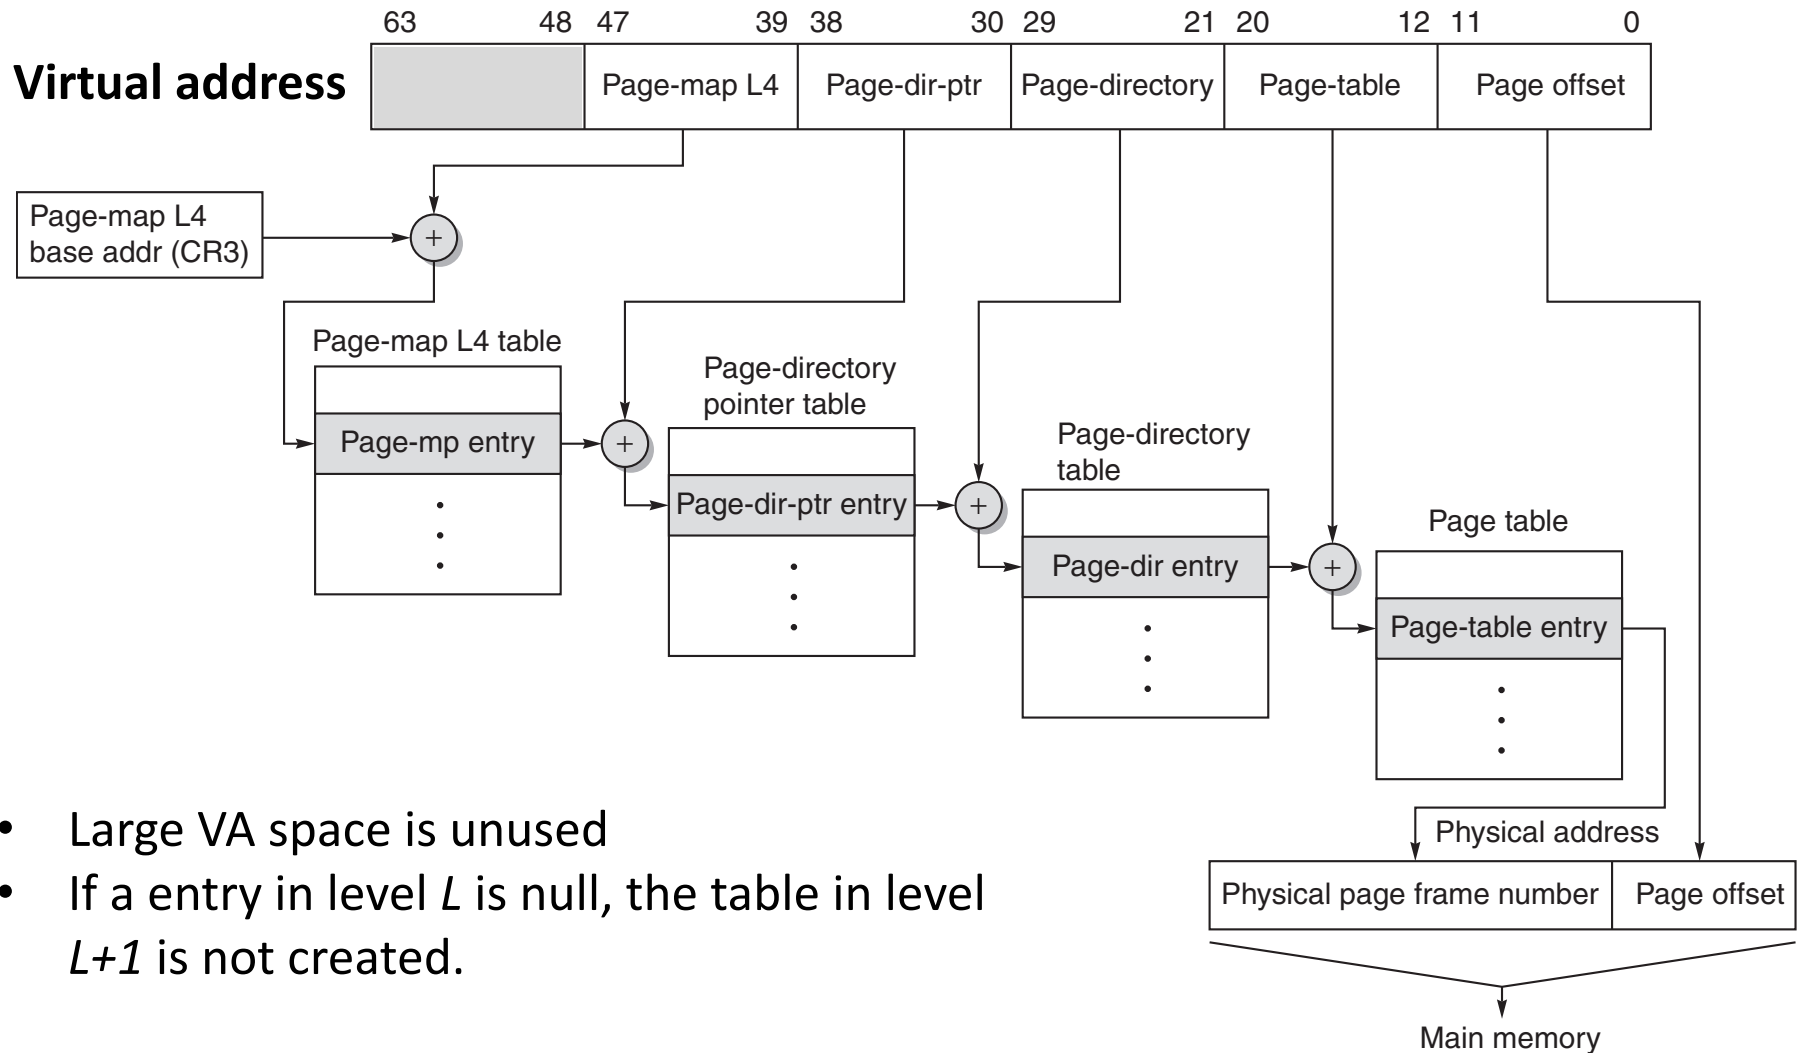 63 48 47 39 38 30 29 21 20 12 11 0
Virtual address
Page-map L4
Page-dir-ptr
Page-directory
Page-table
Page offset
Page-map L4
base addr (CR3)
+
Page-map L4 table
Page-mp entry
+
Page-directory
pointer table
Page-dir-ptr entry
+
Page-directory
table
Page-dir entry
+
Page table
Page-table entry
• Large VA space is unused
• If a entry in level L is null, the table in level
L+1 is not created.
Physical address
Physical page frame number
Page offset
Main memory